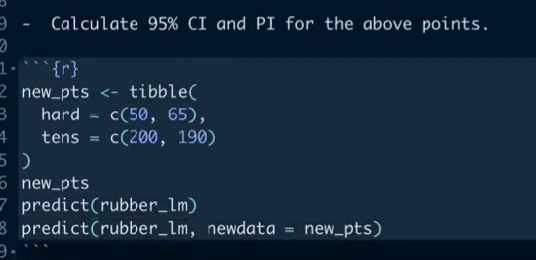 9 - Calculate 95% CI and PI for the above points.
0
1 ```{r}
2 new_pts <- tibble(
3 hard = c(50, 65),
4 tens = c(200, 190)
5 )
6 new_pts
7 predict(rubber_lm)
8 predict(rubber_lm, newdata = new_pts)
9 ```